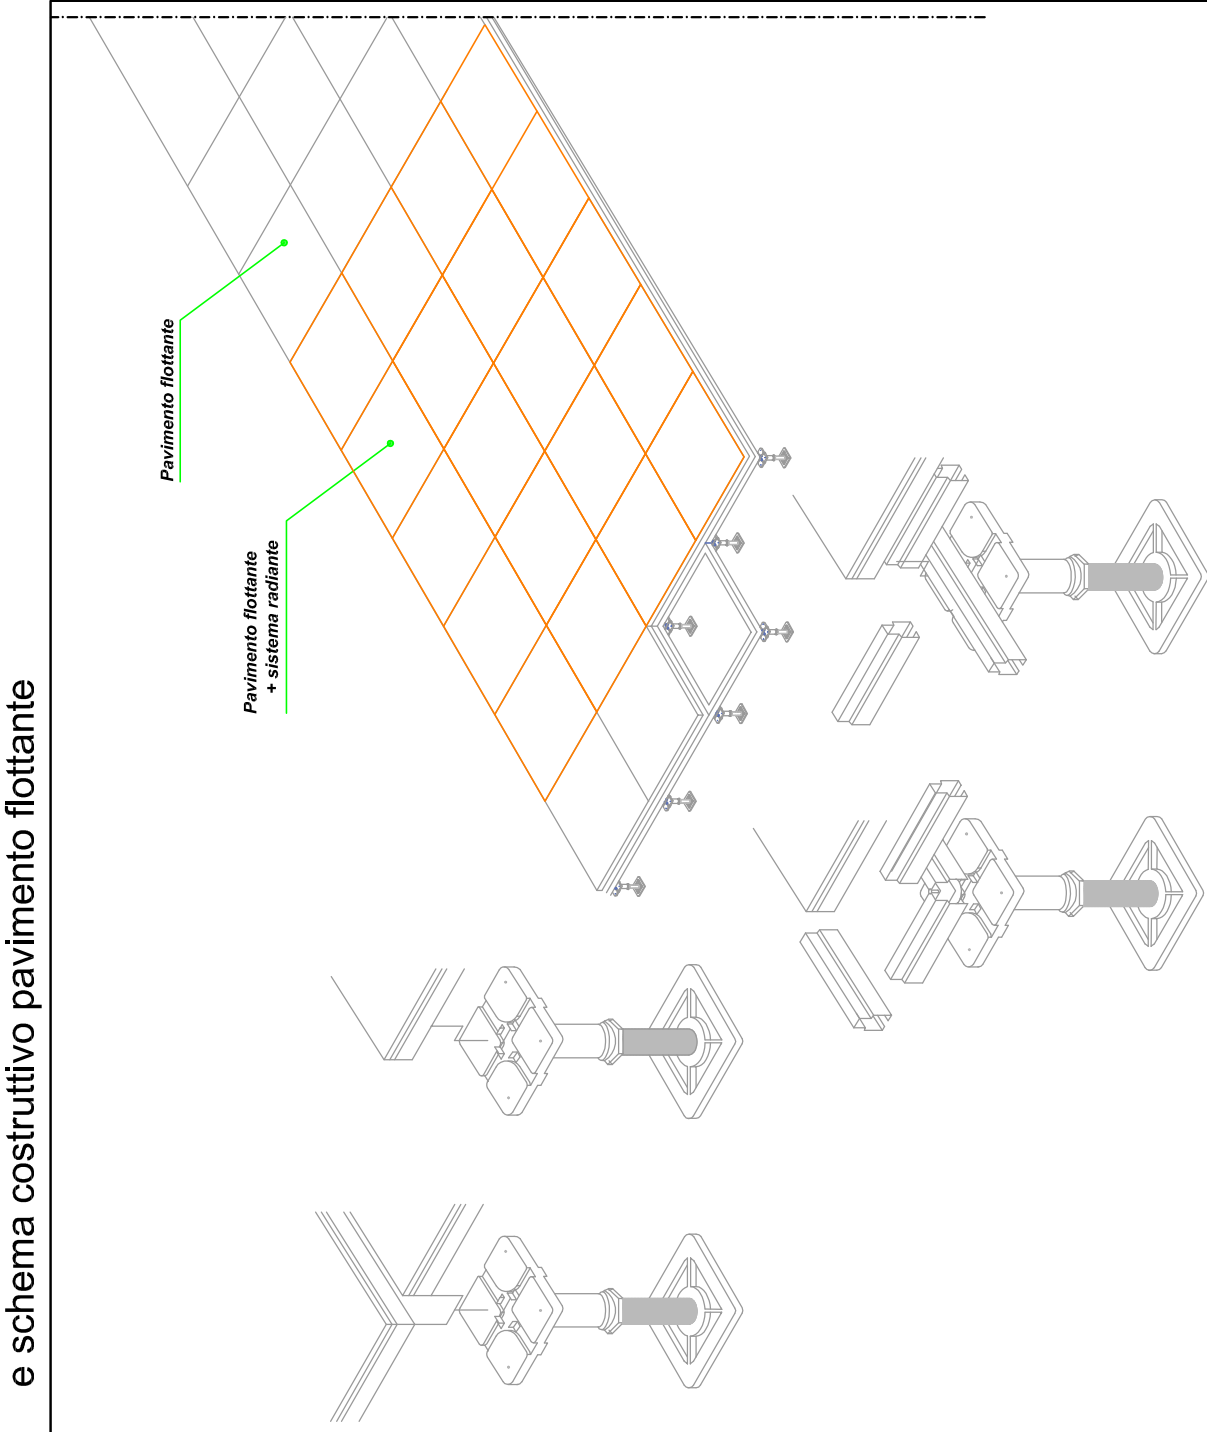 e schema costruttivo pavimento flottante
Pavimento flottante
Pavimento flottante
+ sistema radiante